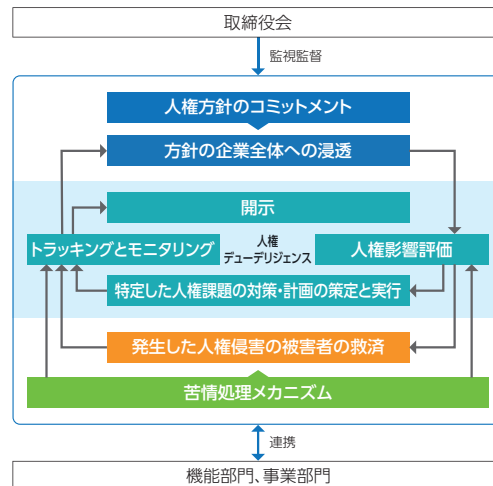 取締役会
監視監督
人権方針のコミットメント
方針の企業全体への浸透
開示
トラッキングとモニタリング
人権
デューデリジェンス
人権影響評価
特定した人権課題の対策・計画の策定と実行
発生した人権侵害の被害者の救済
苦情処理メカニズム
連携
機能部門、事業部門